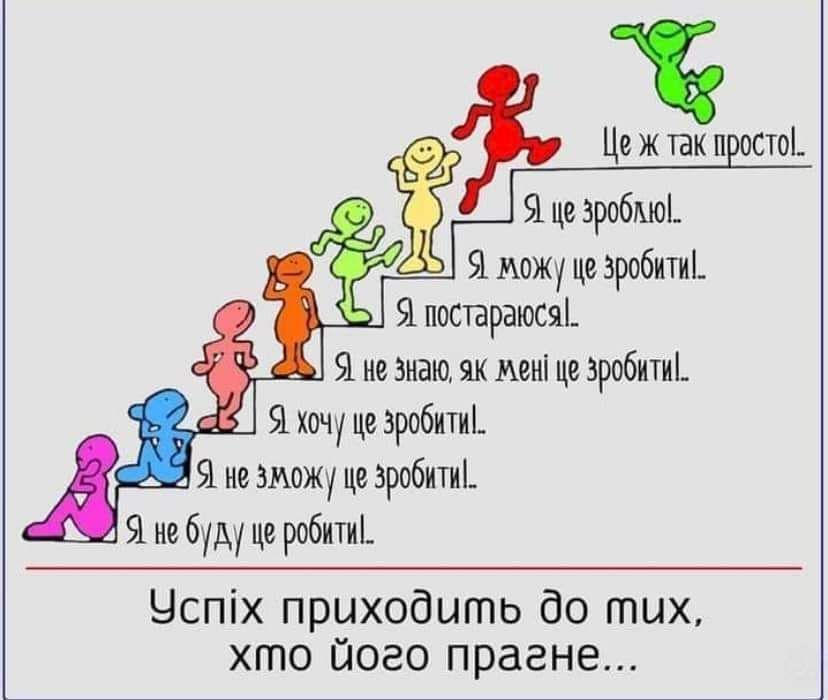 Це ж так просто!..
Я це зроблю!..
Я можу це зробити!..
Я постараюся!..
Я не знаю, як мені це зробити!..
Я хочу це зробити!..
Я не зможу це зробити!..
Я не буду це робити!..
Успіх приходить до тих,
хто його прагне...